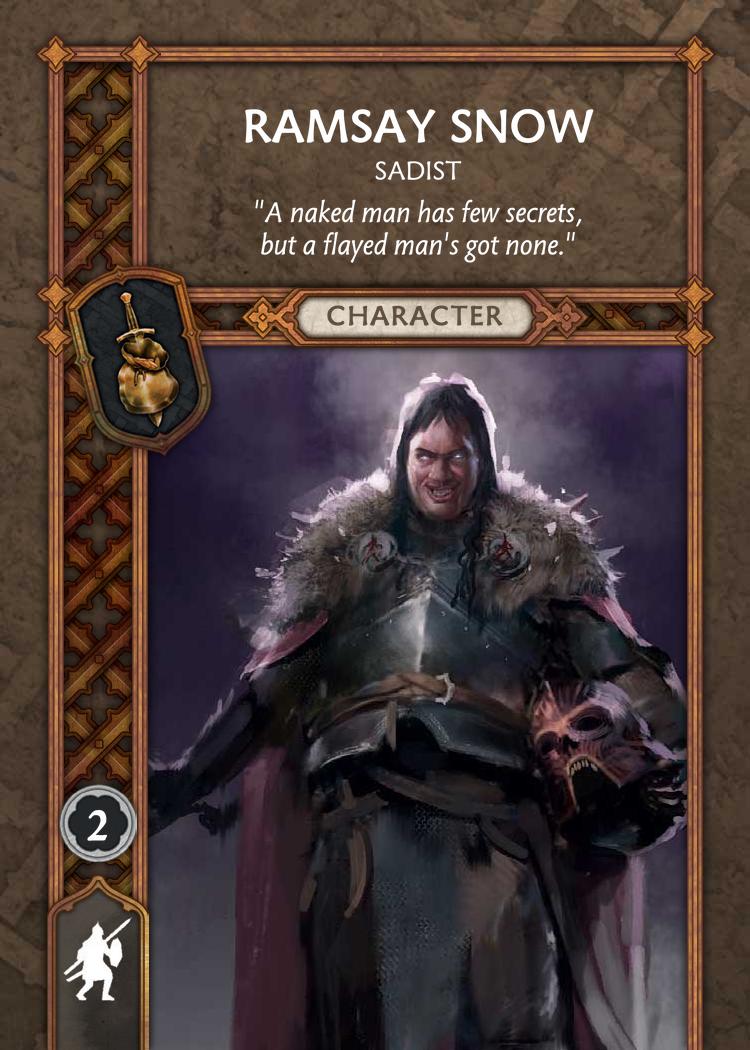 RAMSAY SNOW
SADIST
"A naked man has few secrets,
but a flayed man's got none."
CHARACTER
2